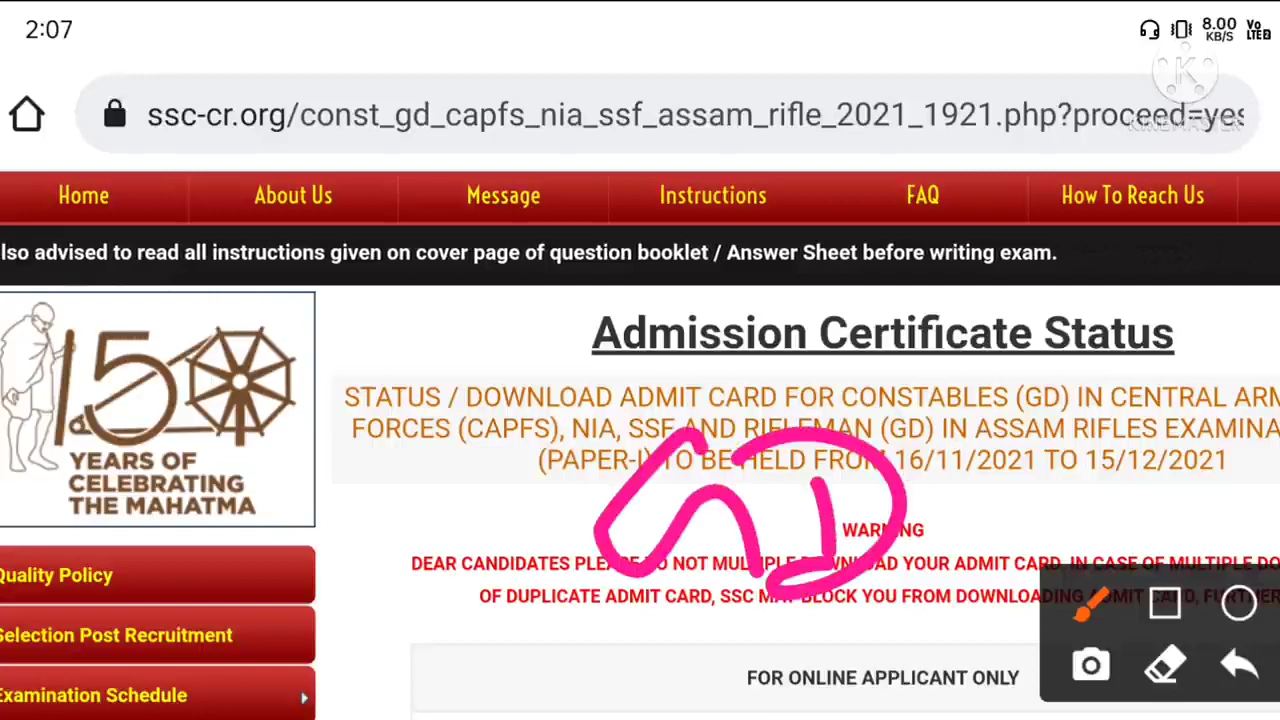 2:07
8.00
KB/S
Vo
LTE 2
K
KINEMASTER
ssc-cr.org/const_gd_capfs_nia_ssf_assam_rifle_2021_1921.php?proceed=yes
Home About Us Message Instructions FAQ How To Reach Us
lso advised to read all instructions given on cover page of question booklet / Answer Sheet before writing exam.
150
YEARS OF
CELEBRATING
THE MAHATMA
Admission Certificate Status
STATUS / DOWNLOAD ADMIT CARD FOR CONSTABLES (GD) IN CENTRAL ARM
FORCES (CAPFS), NIA, SSF AND RIFLEMAN (GD) IN ASSAM RIFLES EXAMINA
(PAPER-I) TO BE HELD FROM 16/11/2021 TO 15/12/2021
WARNING
DEAR CANDIDATES PLEASE DO NOT MULTIPLE DOWNLOAD YOUR ADMIT CARD. IN CASE OF MULTIPLE DO
OF DUPLICATE ADMIT CARD, SSC MAY BLOCK YOU FROM DOWNLOADING ADMIT CARD, FURTHER
Quality Policy
Selection Post Recruitment
Examination Schedule
FOR ONLINE APPLICANT ONLY